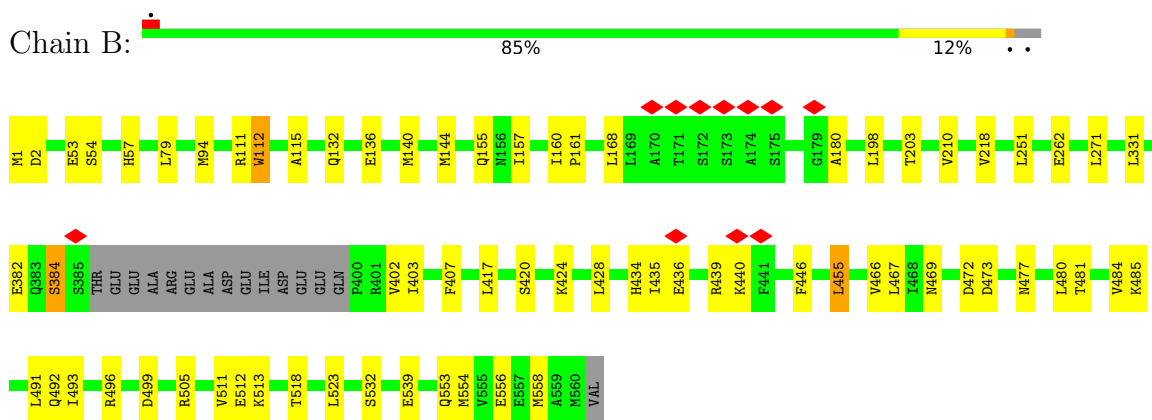 Chain B:
85% 12% • •
M1 D2 E53 S54 H57 L79 M94 R111 W112 A115 Q132 E136 M140 M144 Q155 N156 I157 I160 P161 L168 L169 A170 T171 S172 S173 A174 S175 G179 A180 L198 T203 V210 V218 L251 E262 L271 L331
E382 Q383 S384 S385 THR GLU GLU ALA ARG GLU ALA ASP GLU ILE ASP GLU GLU GLN P400 R401 V402 I403 F407 L417 S420 K424 L428 H434 I435 E436 R439 K440 F441 F446 L455 V466 L467 I468 N469 D472 D473 N477 L480 T481 V484 K485
L491 Q492 I493 R496 D499 R505 V511 E512 K513 T518 L523 S532 E539 Q553 M554 V555 E556 E557 M558 A559 M560 VAL